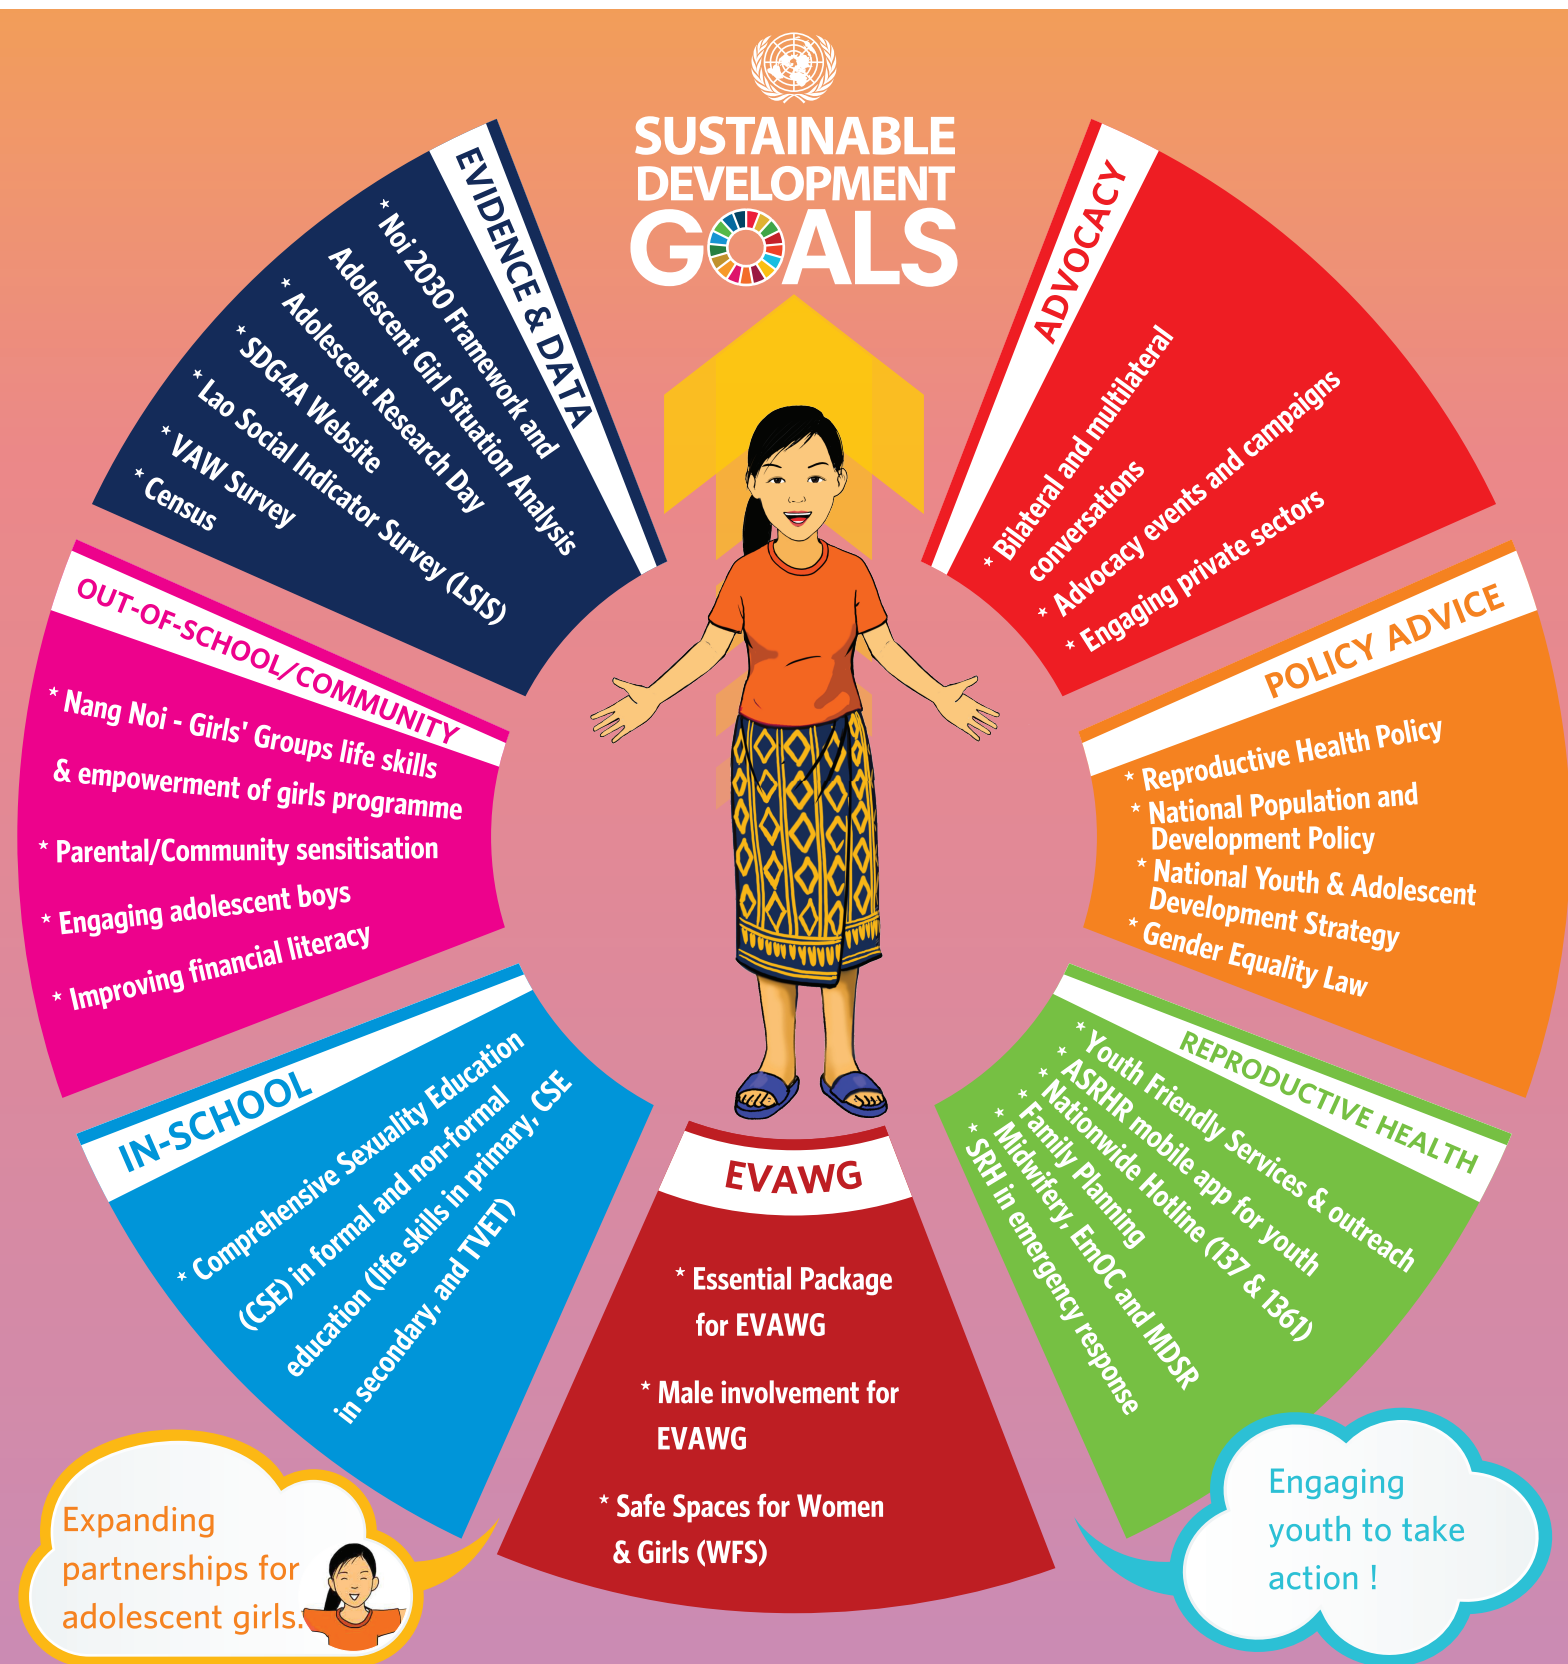 SUSTAINABLE
DEVELOPMENT
GOALS
EVIDENCE & DATA
* Noi 2030 Framework and
Adolescent Girl Situation Analysis
* Adolescent Research Day
* SDG4A Website
* Lao Social Indicator Survey (LSIS)
* VAW Survey
* Census
ADVOCACY
* Bilateral and multilateral
conversations
* Advocacy events and campaigns
* Engaging private sectors
OUT-OF-SCHOOL/COMMUNITY
* Nang Noi - Girls' Groups life skills
& empowerment of girls programme
* Parental/Community sensitisation
* Engaging adolescent boys
* Improving financial literacy
POLICY ADVICE
* Reproductive Health Policy
* National Population and
Development Policy
* National Youth & Adolescent
Development Strategy
* Gender Equality Law
IN-SCHOOL
* Comprehensive Sexuality Education
(CSE) in formal and non-formal
education (life skills in primary, CSE
in secondary, and TVET)
EVAWG
* Essential Package
for EVAWG
* Male involvement for
EVAWG
* Safe Spaces for Women
& Girls (WFS)
REPRODUCTIVE HEALTH
* Youth Friendly Services & outreach
* ASRHR mobile app for youth
* Nationwide Hotline (137 & 1361)
* Family Planning
* Midwifery, EmOC and MDSR
* SRH in emergency response
Expanding
partnerships for
adolescent girls.
Engaging
youth to take
action !